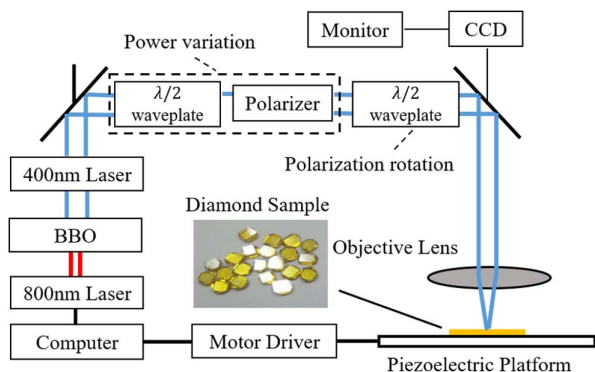 Power variation
Monitor
CCD
λ/2
waveplate
Polarizer
λ/2
waveplate
Polarization rotation
400nm Laser
Diamond Sample
BBO
Objective Lens
800nm Laser
Computer
Motor Driver
Piezoelectric Platform